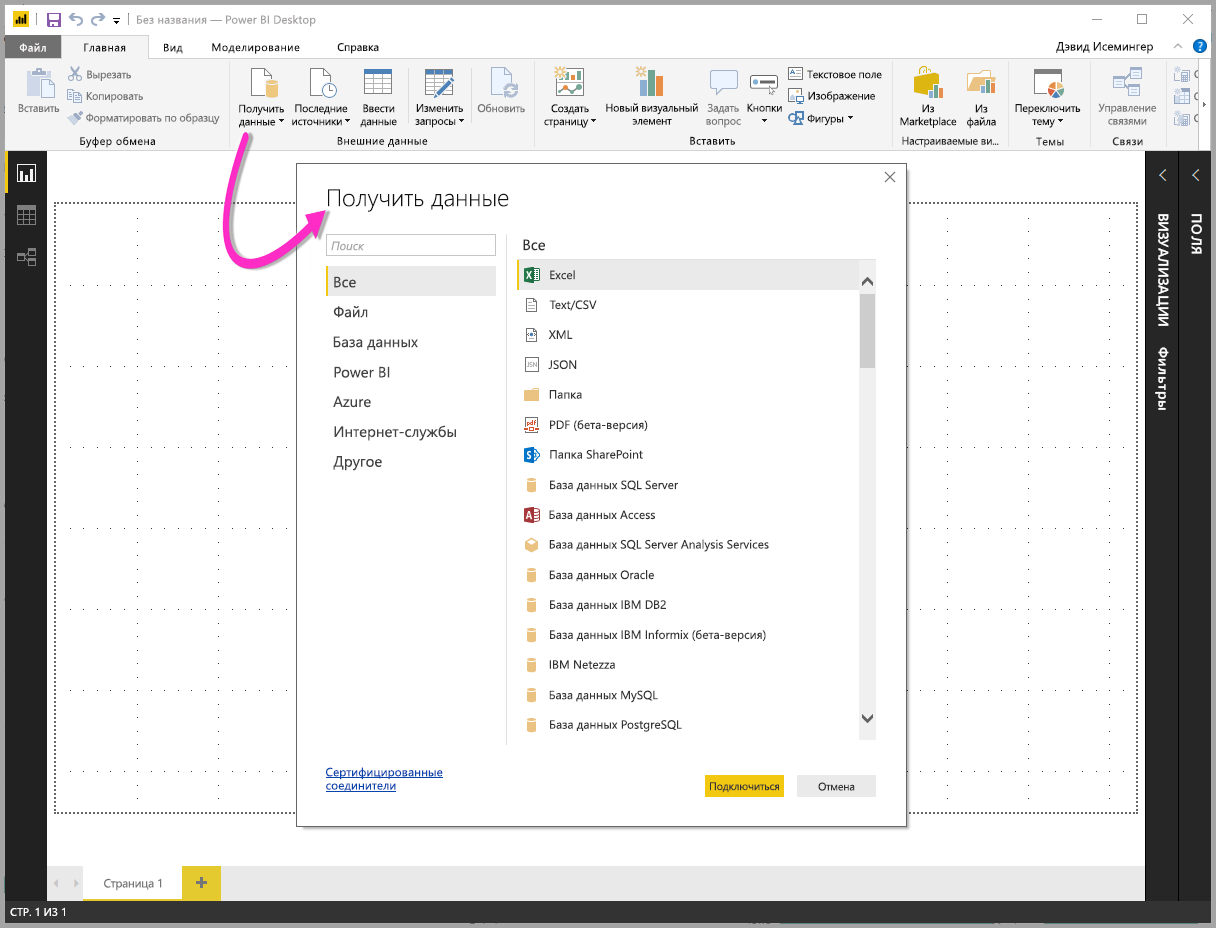 Без названия — Power BI Desktop
Файл
Главная
Вид
Моделирование
Справка
Дэвид Исемингер
?
Вставить
Вырезать
Копировать
Форматировать по образцу
Буфер обмена
Получить данные
Последние источники
Ввести данные
Изменить запросы
Обновить
Внешние данные
Создать страницу
Новый визуальный элемент
Задать вопрос
Кнопки
Текстовое поле
Изображение
Фигуры
Вставить
Из Marketplace
Из файла
Настраиваемые ви...
Переключить тему
Темы
Управление связями
Связи
Получить данные
Поиск
Все
Файл
База данных
Power BI
Azure
Интернет-службы
Другое
Все
Excel
Text/CSV
XML
JSON
Папка
PDF (бета-версия)
Папка SharePoint
База данных SQL Server
База данных Access
База данных SQL Server Analysis Services
База данных Oracle
База данных IBM DB2
База данных IBM Informix (бета-версия)
IBM Netezza
База данных MySQL
База данных PostgreSQL
Сертифицированные
соединители
Подключиться
Отмена
ВИЗУАЛИЗАЦИИ
Фильтры
ПОЛЯ
Страница 1
СТР. 1 ИЗ 1